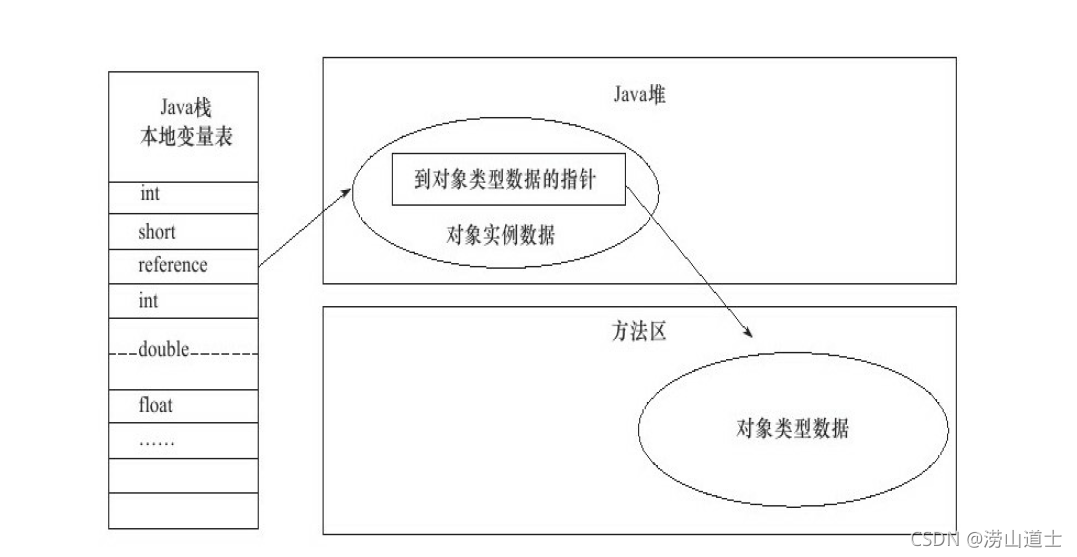 Java栈
本地变量表
int
short
reference
int
double
float
……
Java堆
到对象类型数据的指针
对象实例数据
方法区
对象类型数据
CSDN @涝山道士